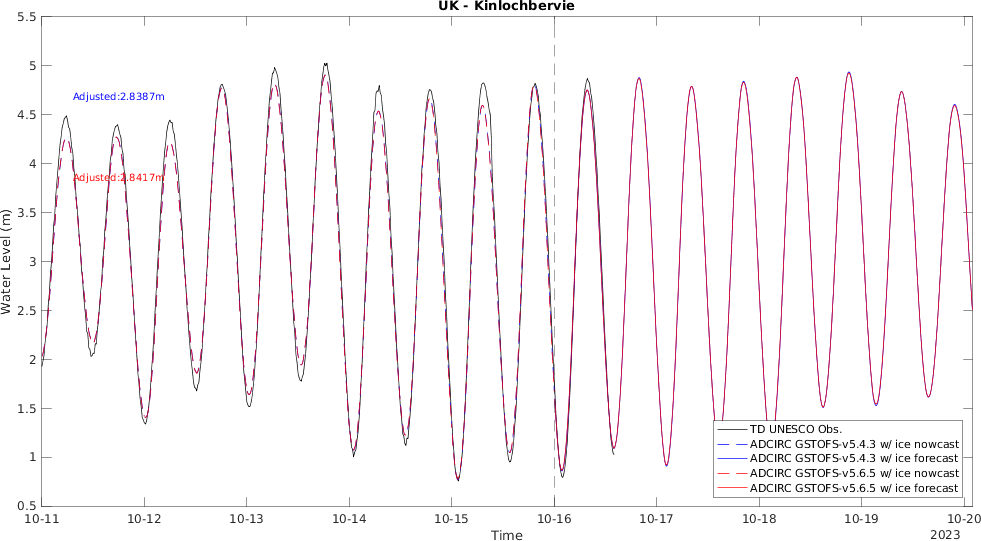 UK - Kinlochbervie
5.5
5
4.5
4
3.5
3
2.5
2
1.5
1
0.5
Water Level (m)
Adjusted:2.8387m
Adjusted:2.8417m
TD UNESCO Obs.
ADCIRC GSTOFS-v5.4.3 w/ ice nowcast
ADCIRC GSTOFS-v5.4.3 w/ ice forecast
ADCIRC GSTOFS-v5.6.5 w/ ice nowcast
ADCIRC GSTOFS-v5.6.5 w/ ice forecast
10-11 10-12 10-13 10-14 10-15 10-16 10-17 10-18 10-19 10-20
Time
2023